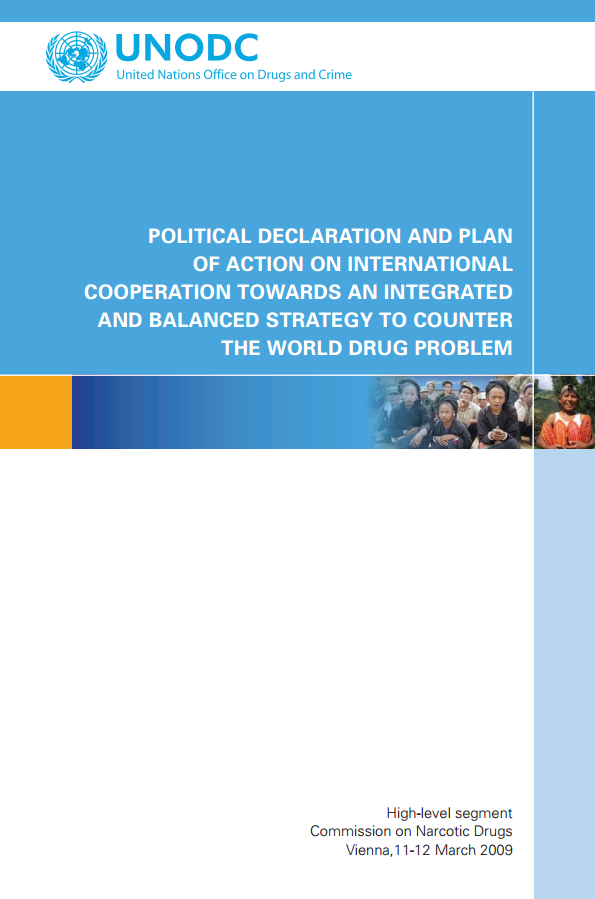 UNODC
United Nations Office on Drugs and Crime
POLITICAL DECLARATION AND PLAN
OF ACTION ON INTERNATIONAL
COOPERATION TOWARDS AN INTEGRATED
AND BALANCED STRATEGY TO COUNTER
THE WORLD DRUG PROBLEM
High-level segment
Commission on Narcotic Drugs
Vienna,11-12 March 2009